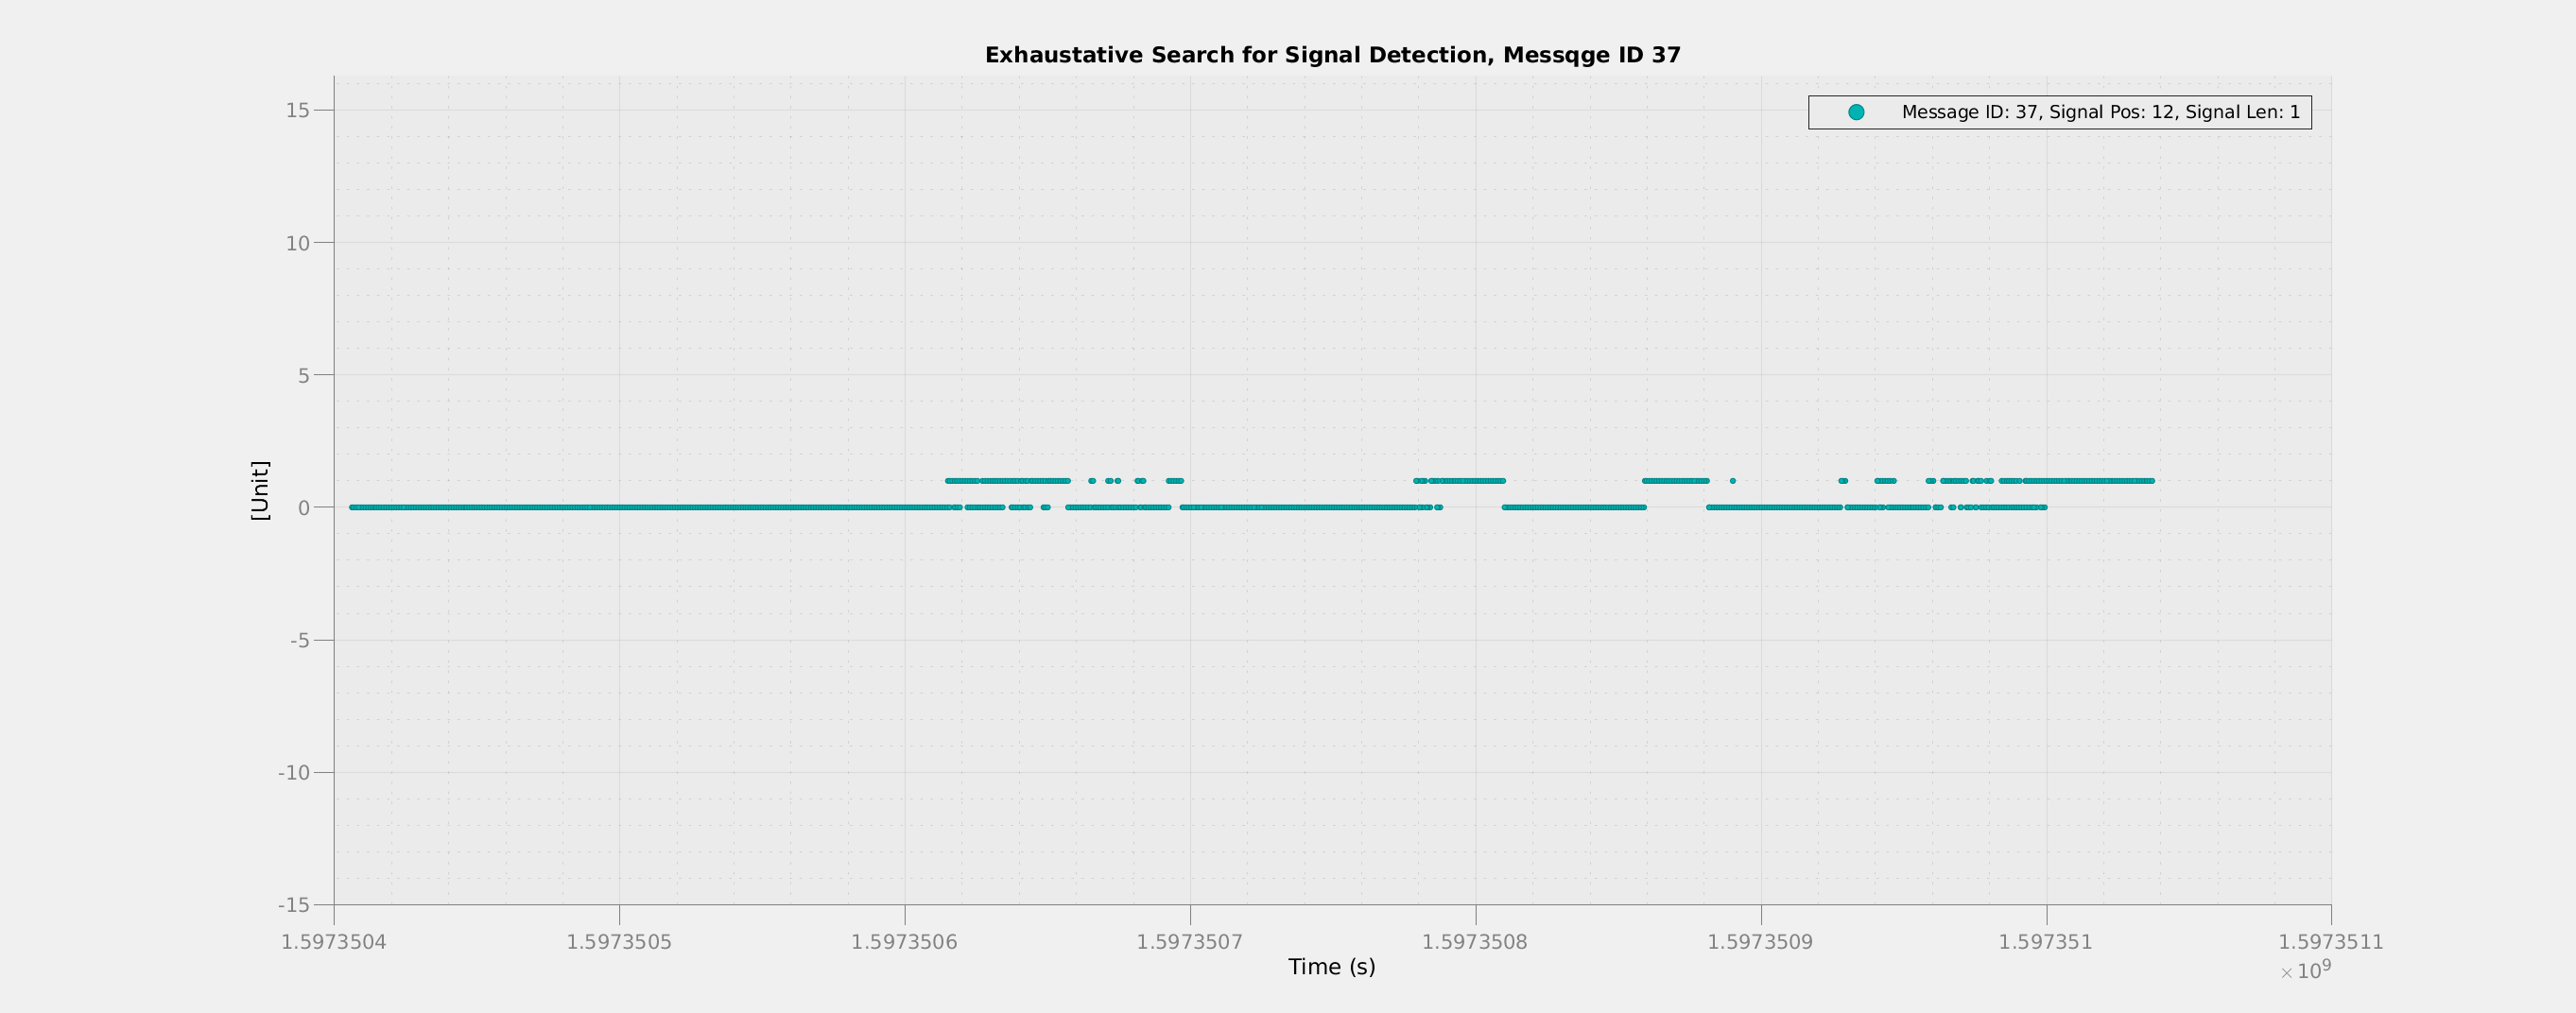 Exhaustative Search for Signal Detection, Messqge ID 37
Message ID: 37, Signal Pos: 12, Signal Len: 1
15
10
5
0
-5
-10
-15
[Unit]
1.5973504 1.5973505 1.5973506 1.5973507 1.5973508 1.5973509 1.597351 1.5973511
Time (s)
× 10⁹